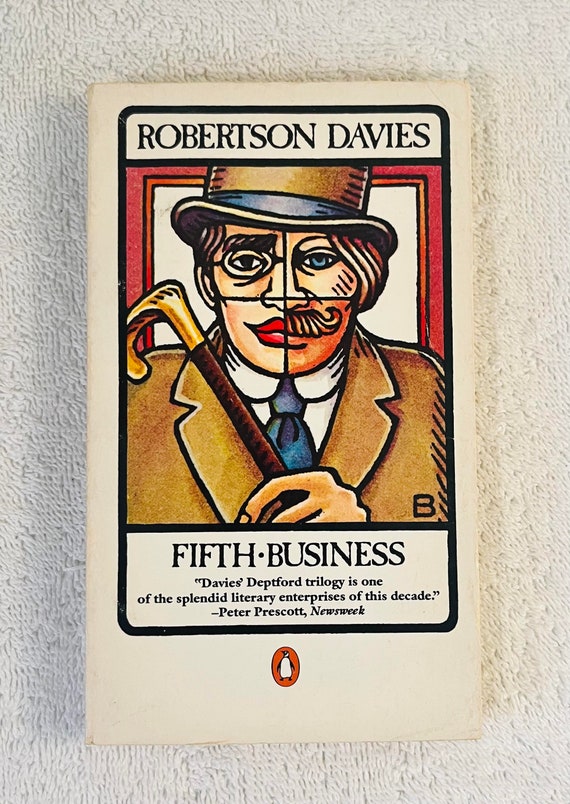 ROBERTSON DAVIES
B
FIFTH·BUSINESS
“Davies’ Deptford trilogy is one
of the splendid literary enterprises of this decade.”
–Peter Prescott, Newsweek